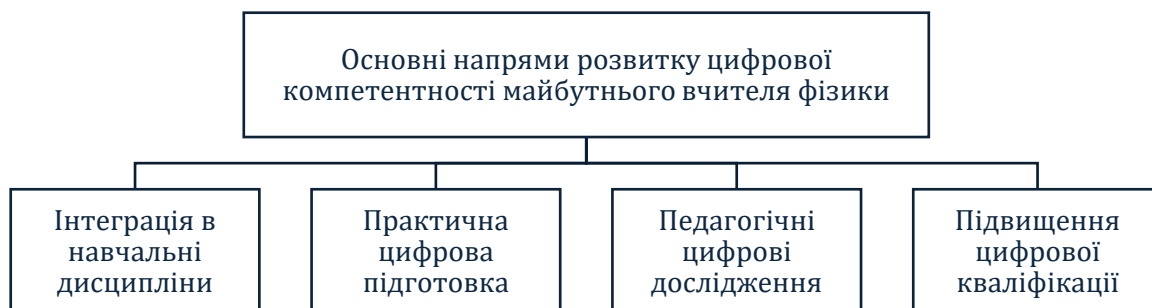 Основні напрями розвитку цифрової
компетентності майбутнього вчителя фізики
Інтеграція в
навчальні
дисципліни
Практична
цифрова
підготовка
Педагогічні
цифрові
дослідження
Підвищення
цифрової
кваліфікації